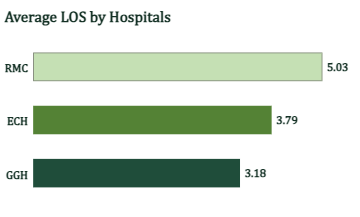 Average LOS by Hospitals
RMC 5.03
ECH 3.79
GGH 3.18